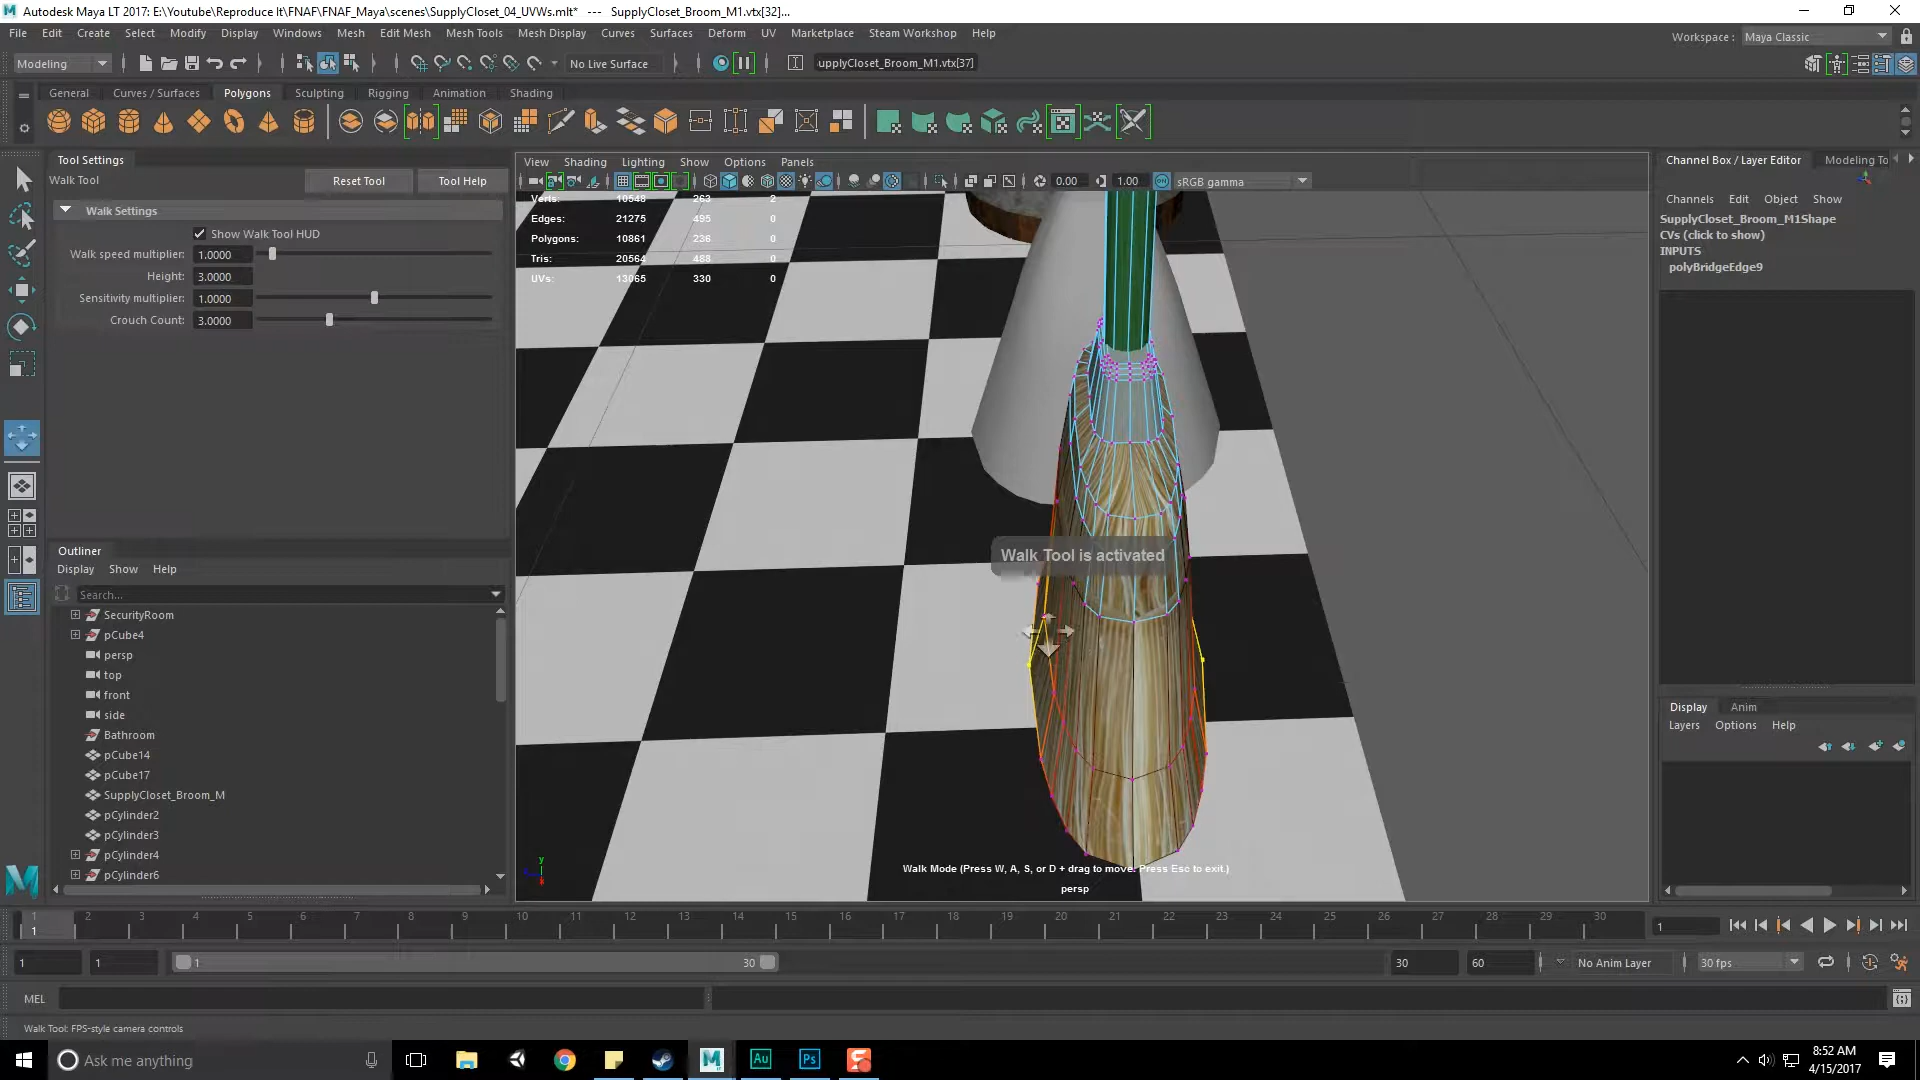 Autodesk Maya LT 2017: E:\Youtube\Reproduce It\FNAF\FNAF_Maya\scenes\SupplyCloset_04_UVWs.mlt* --- SupplyCloset_Broom_M1.vtx[32]...
File Edit Create Select Modify Display Windows Mesh Edit Mesh Mesh Tools Mesh Display Curves Surfaces Deform UV Marketplace Steam Workshop Help
Workspace : Maya Classic
Modeling No Live Surface upplyCloset_Broom_M1.vtx[37]
General Curves / Surfaces Polygons Sculpting Rigging Animation Shading
Tool Settings
Walk Tool Reset Tool Tool Help
Walk Settings
Show Walk Tool HUD
Walk speed multiplier: 1.0000
Height: 3.0000
Sensitivity multiplier: 1.0000
Crouch Count: 3.0000
Outliner
Display Show Help
Search...
SecurityRoom
pCube4
persp
top
front
side
Bathroom
pCube14
pCube17
SupplyCloset_Broom_M
pCylinder2
pCylinder3
pCylinder4
pCylinder6
View Shading Lighting Show Options Panels
0.00 1.00 sRGB gamma
Verts: 10548 263 2
Edges: 21275 495 0
Polygons: 10861 236 0
Tris: 20564 488 0
UVs: 13065 330 0
Walk Tool is activated
Walk Mode (Press W, A, S, or D + drag to move. Press Esc to exit.)
persp
y
Channel Box / Layer Editor Modeling To
Channels Edit Object Show
SupplyCloset_Broom_M1Shape
CVs (click to show)
INPUTS
polyBridgeEdge9
Display Anim
Layers Options Help
1 2 3 4 5 6 7 8 9 10 11 12 13 14 15 16 17 18 19 20 21 22 23 24 25 26 27 28 29 30
1 1
1 1 1 30 30 60 No Anim Layer 30 fps
MEL
Walk Tool: FPS-style camera controls
Ask me anything
Au Ps
8:52 AM
4/15/2017